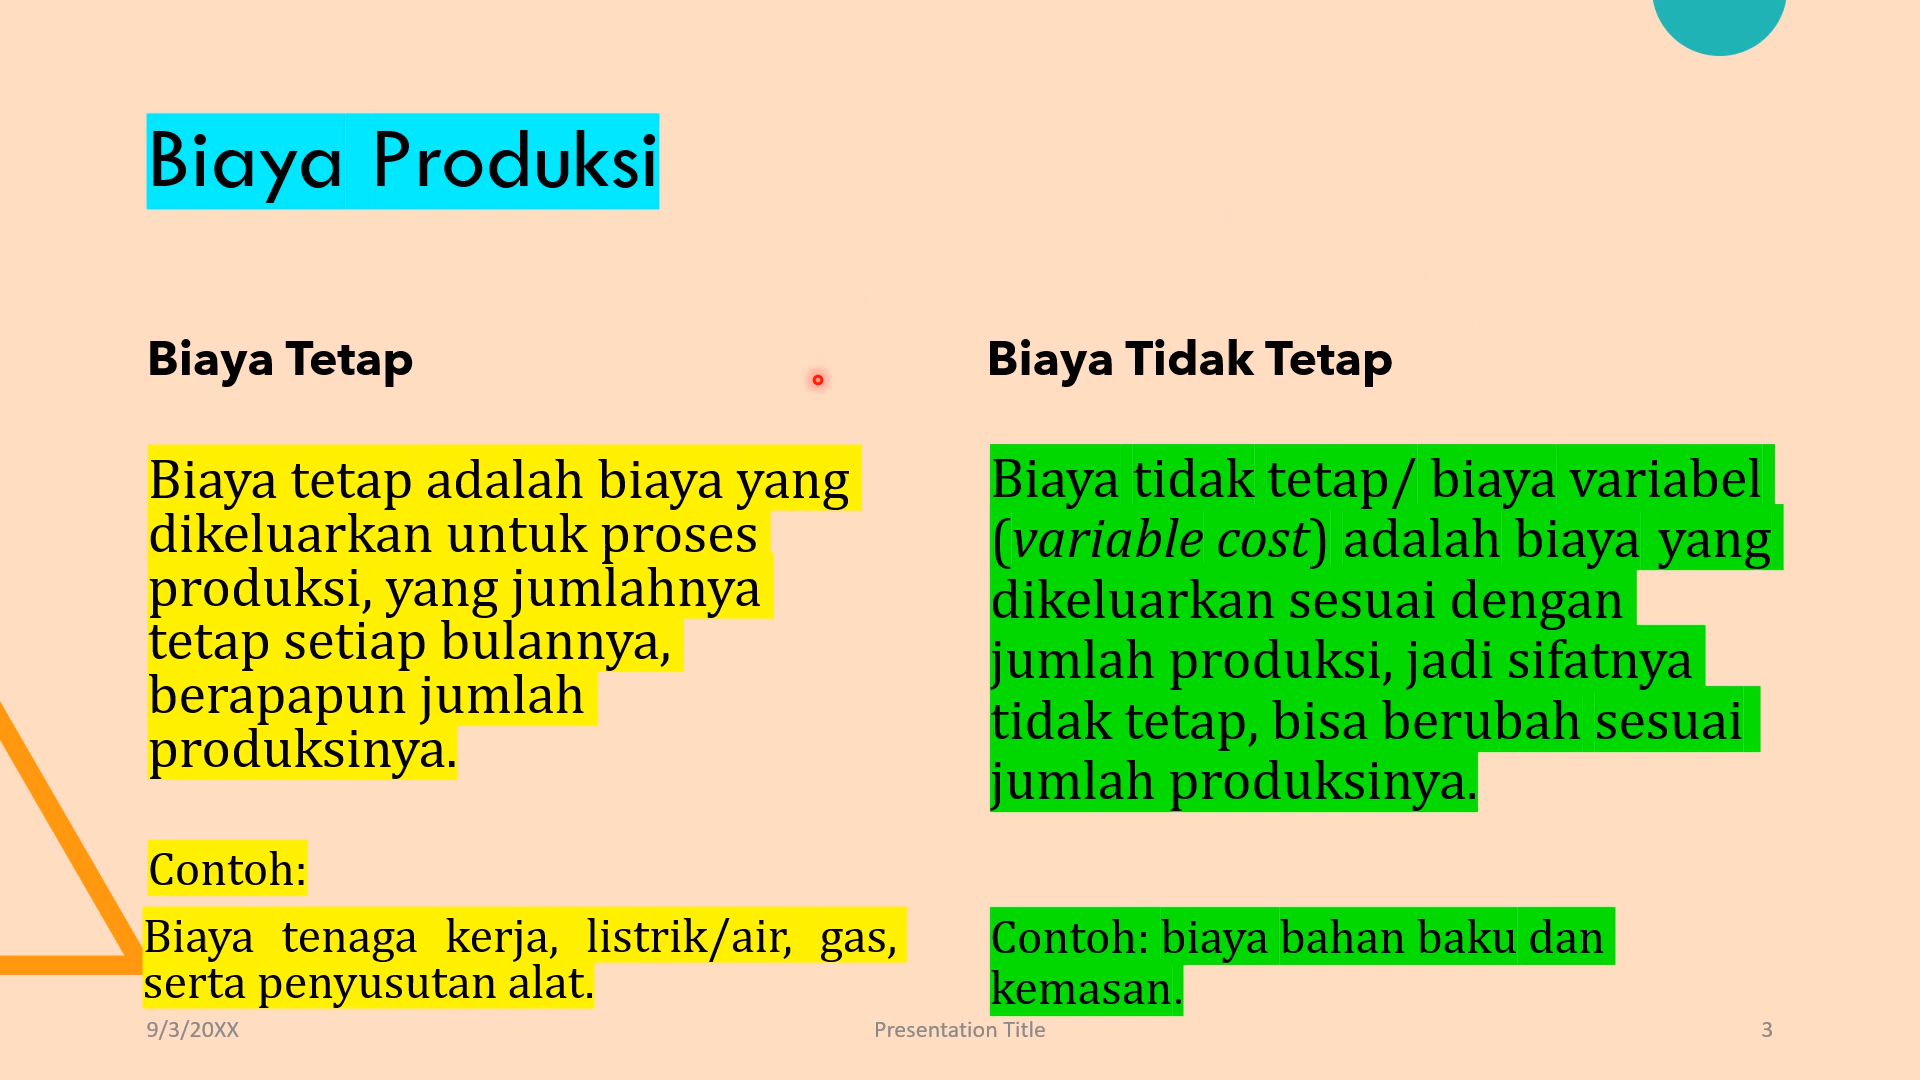 Biaya Produksi
Biaya Tetap
Biaya tetap adalah biaya yang
dikeluarkan untuk proses
produksi, yang jumlahnya
tetap setiap bulannya,
berapapun jumlah
produksinya.
Contoh:
Biaya tenaga kerja, listrik/air, gas,
serta penyusutan alat.
Biaya Tidak Tetap
Biaya tidak tetap/ biaya variabel
(variable cost) adalah biaya yang
dikeluarkan sesuai dengan
jumlah produksi, jadi sifatnya
tidak tetap, bisa berubah sesuai
jumlah produksinya.
Contoh: biaya bahan baku dan
kemasan.
9/3/20XX
Presentation Title
3